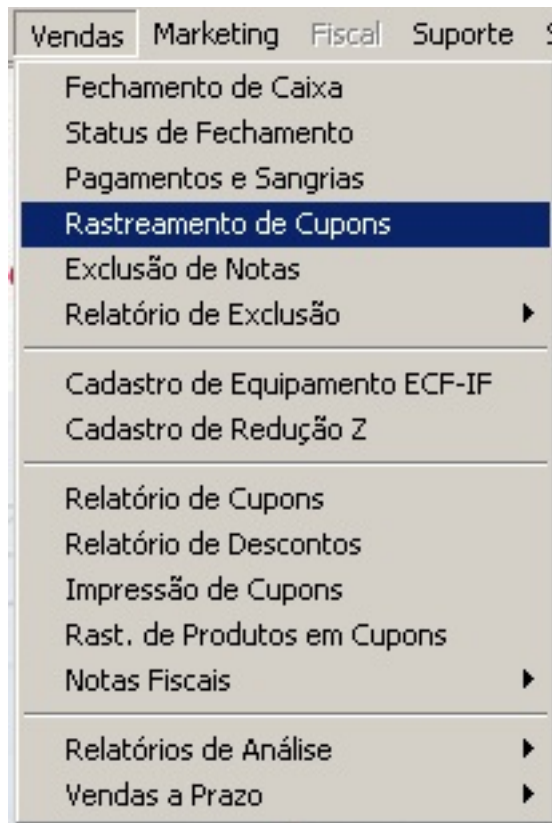 Vendas Marketing Fiscal Suporte
Fechamento de Caixa
Status de Fechamento
Pagamentos e Sangrias
Rastreamento de Cupons
Exclusão de Notas
Relatório de Exclusão
Cadastro de Equipamento ECF-IF
Cadastro de Redução Z
Relatório de Cupons
Relatório de Descontos
Impressão de Cupons
Rast. de Produtos em Cupons
Notas Fiscais
Relatórios de Análise
Vendas a Prazo